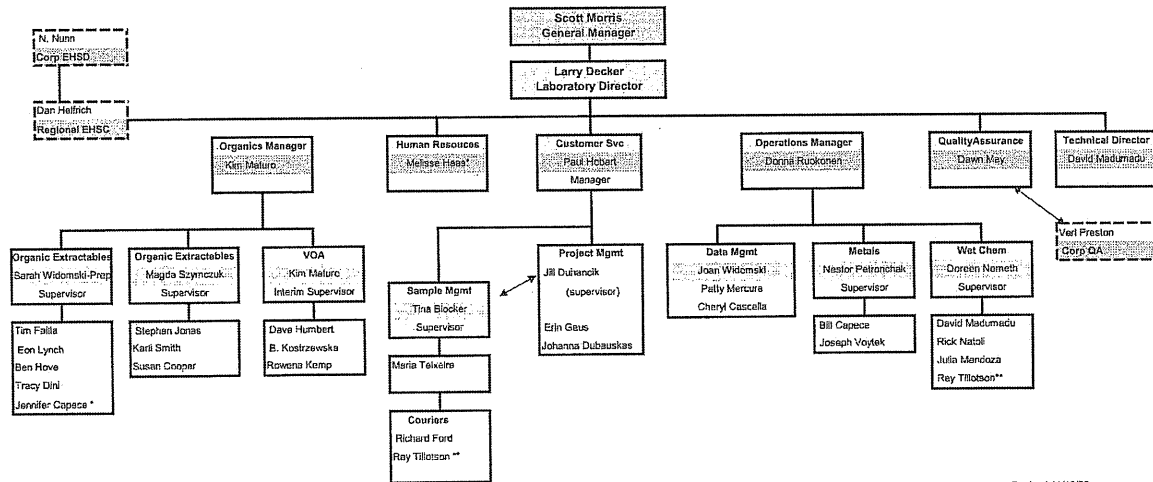 Scott Morris
General Manager
N. Nunn
Corp EHSD
Larry Decker
Laboratory Director
Dan Helfrich
Regional EHSC
Organics Manager
Kim Maturo
Human Resouces
Melissa Haas*
Customer Svc
Paul Hobart
Manager
Operations Manager
Donna Ruokonen
QualityAssurance
Dawn May
Technical Director
David Madumadu
Verl Preston
Corp QA
Organic Extractables
Sarah Widomski-Prep
Supervisor
Organic Extractables
Magda Szymczuk
Supervisor
VOA
Kim Maturo
Interim Supervisor
Sample Mgmt
Tina Blocker
Supervisor
Project Mgmt
Jill Duhancik
(supervisor)
Erin Gaus
Johanna Dubauskas
Data Mgmt
Joan Widomski
Patty Mercure
Cheryl Cascella
Metals
Nestor Petronchak
Supervisor
Wet Chem
Doreen Nometh
Supervisor
Tim Failla
Eon Lynch
Ben Hove
Tracy Dini
Jennifer Capece *
Stephan Jonas
Karli Smith
Susan Cooper
Dave Humbert
B. Kostrzewska
Rowena Kemp
Maria Teixeira
Couriers
Richard Ford
Ray Tillotson **
Bill Capece
Joseph Voytek
David Madumadu
Rick Natoli
Julia Mendoza
Ray Tillotson**